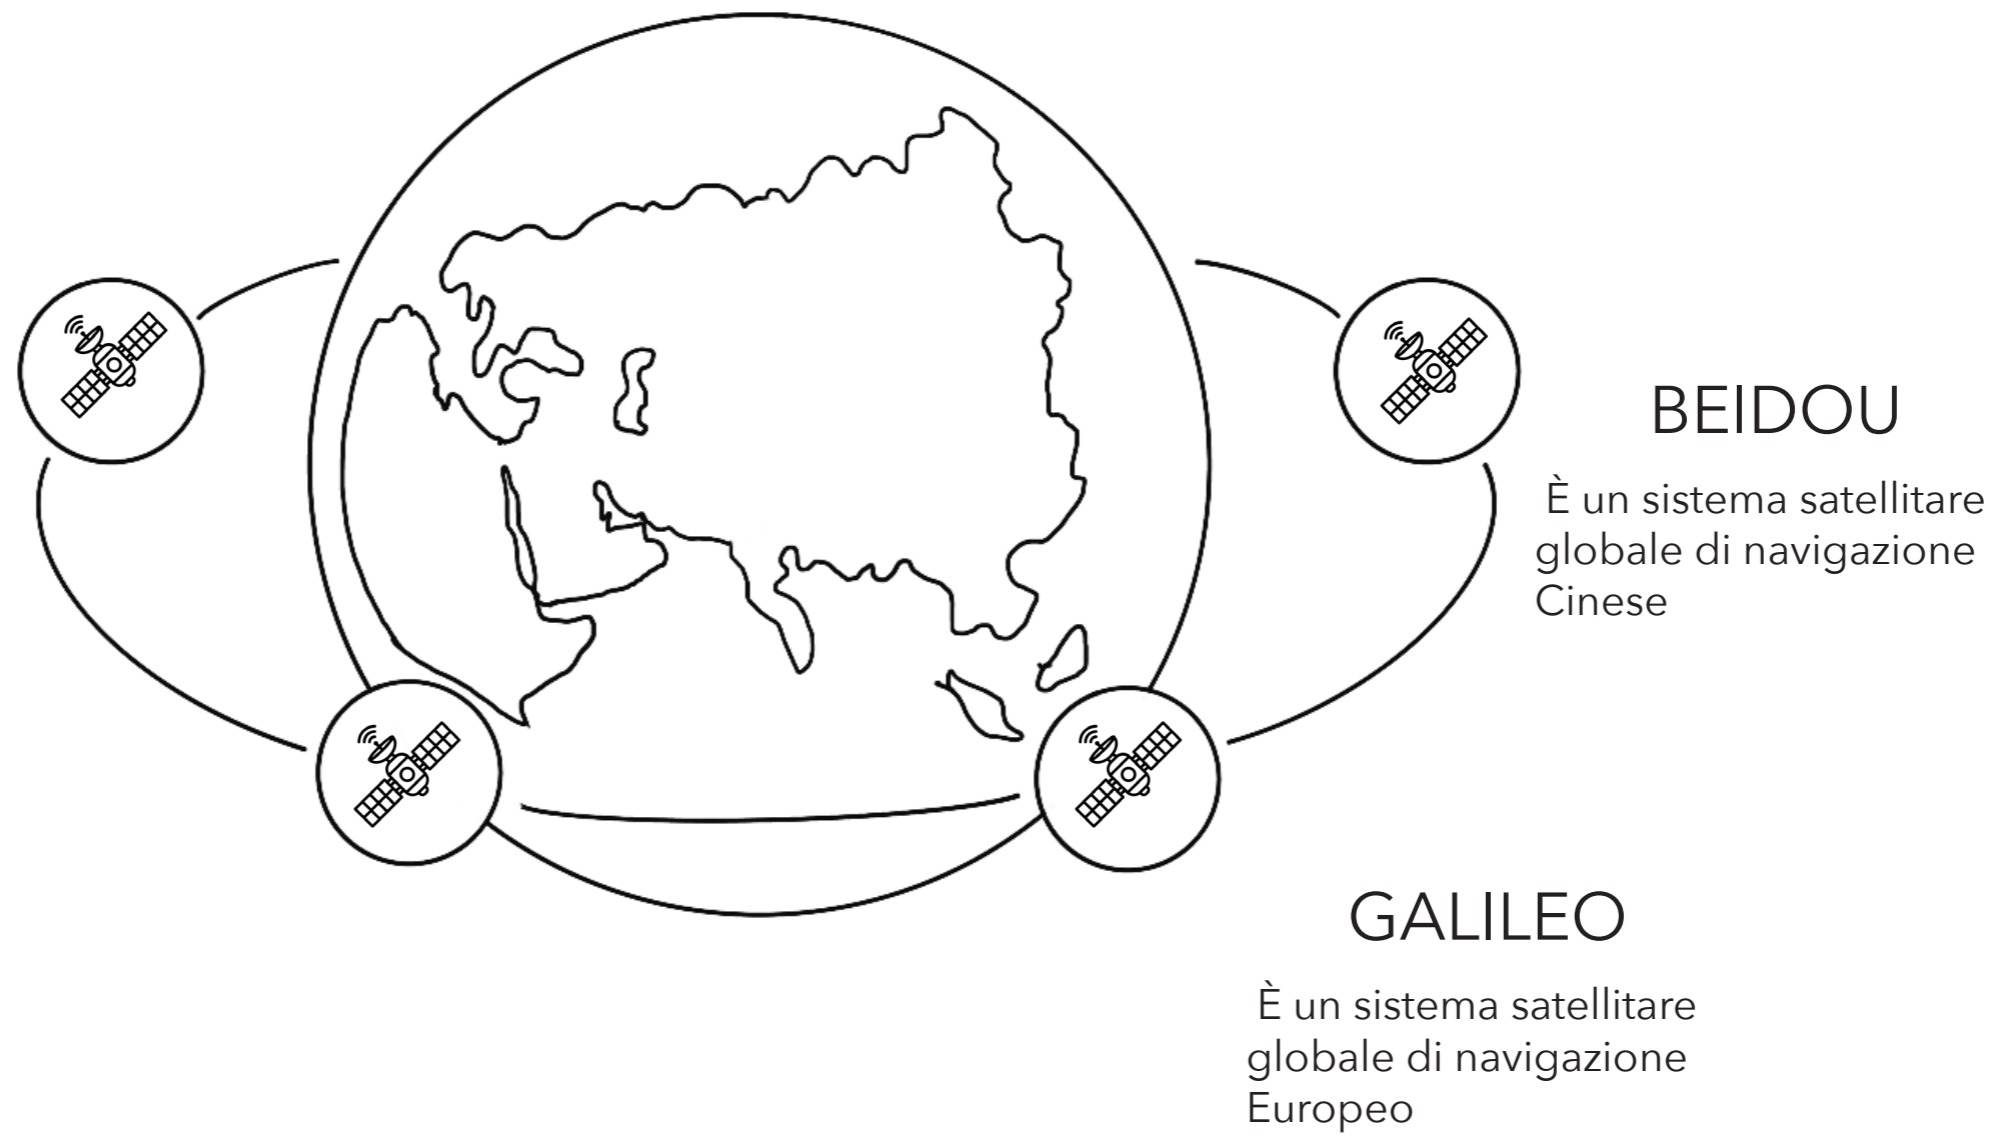 BEIDOU
È un sistema satellitare
globale di navigazione
Cinese
GALILEO
È un sistema satellitare
globale di navigazione
Europeo